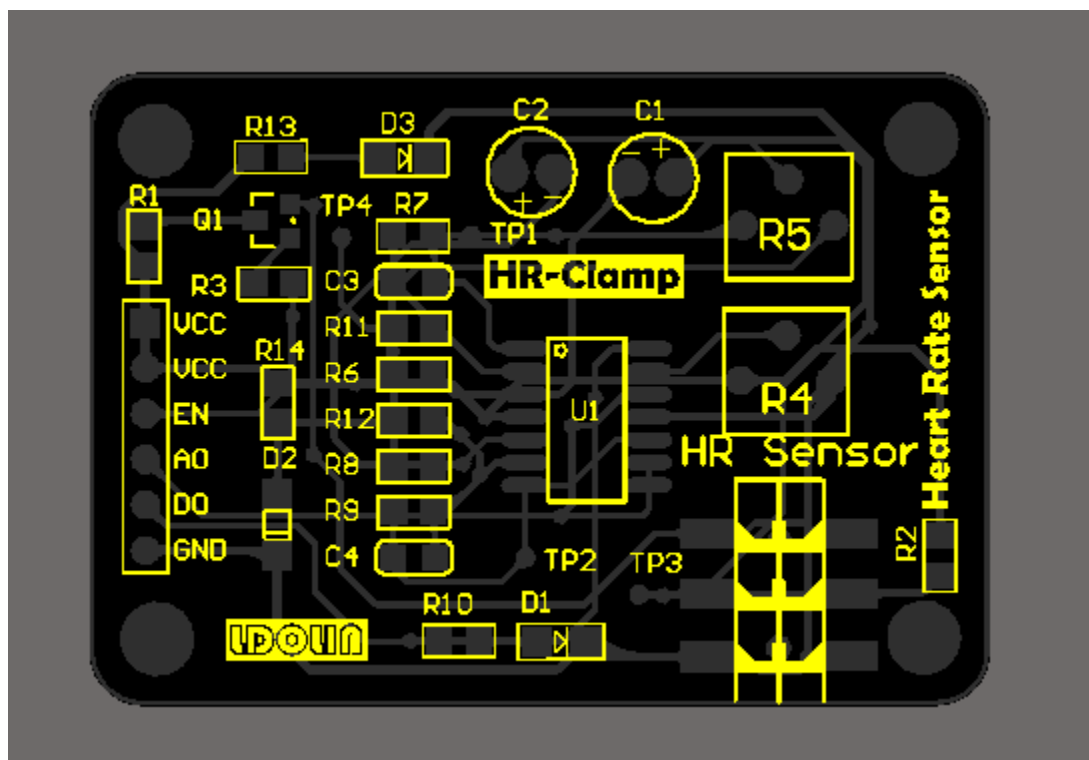 C2
C1
R13
D3
R1
Q1
TP4
R7
TP1
R5
R3
C3
HR-Clamp
VCC
R11
VCC
R14
R6
U1
R4
EN
R12
HR Sensor
AO
D2
R8
DO
R9
GND
C4
TP2
TP3
R2
R10
D1
Heart Rate Sensor